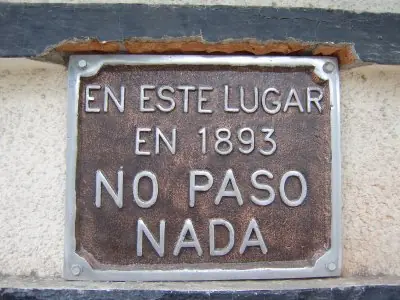 EN ESTE LUGAR
EN 1893
NO PASO
NADA